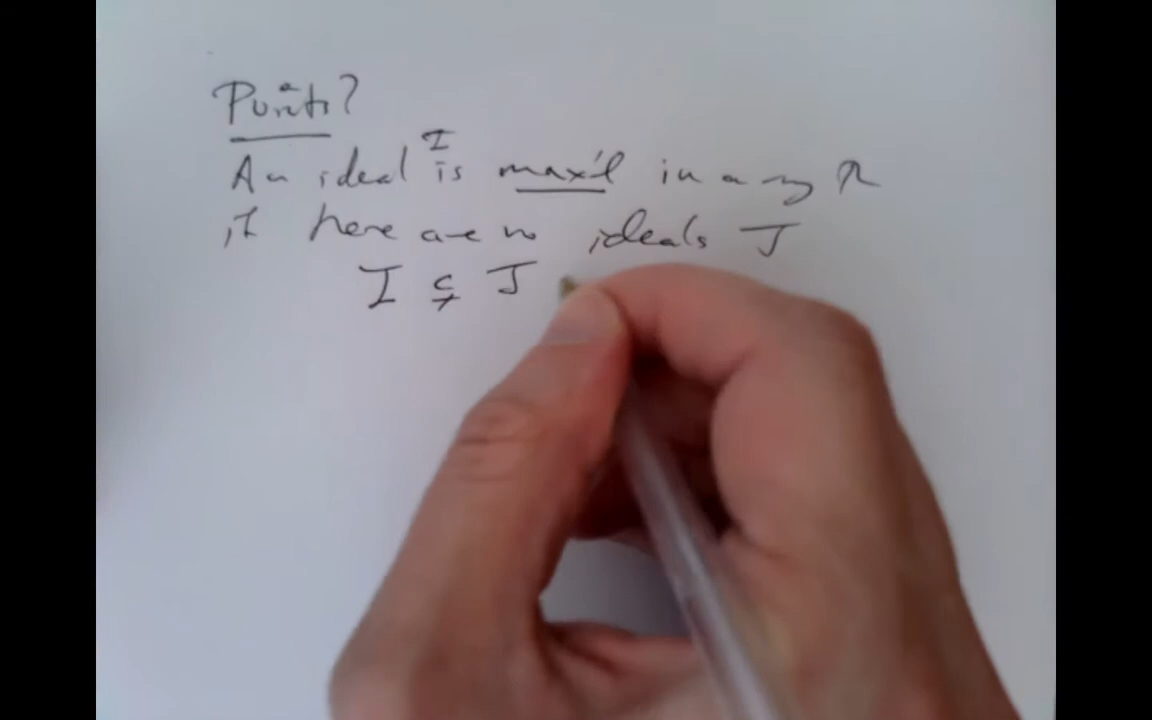 Points?
An ideal I is max'l in a ring R
if there are no ideals J
I ⊊ J